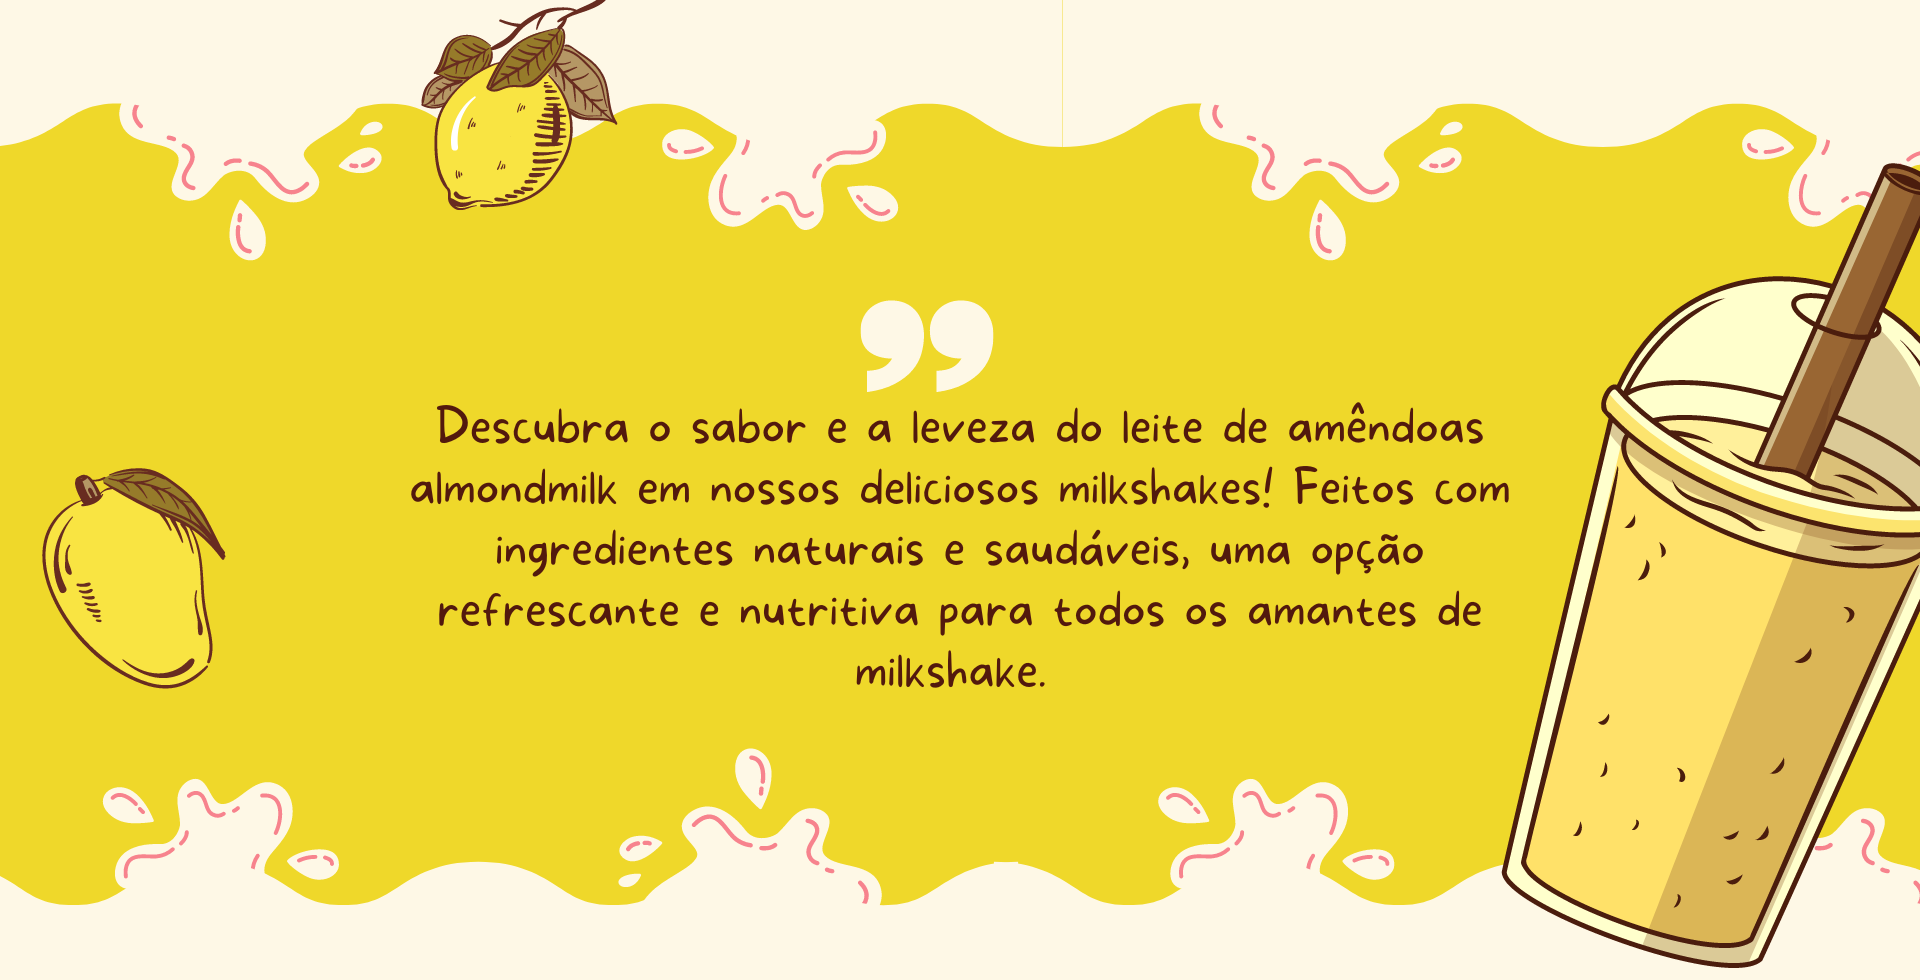 ”
Descubra o sabor e a leveza do leite de amêndoas
almondmilk em nossos deliciosos milkshakes! Feitos com
ingredientes naturais e saudáveis, uma opção
refrescante e nutritiva para todos os amantes de
milkshake.